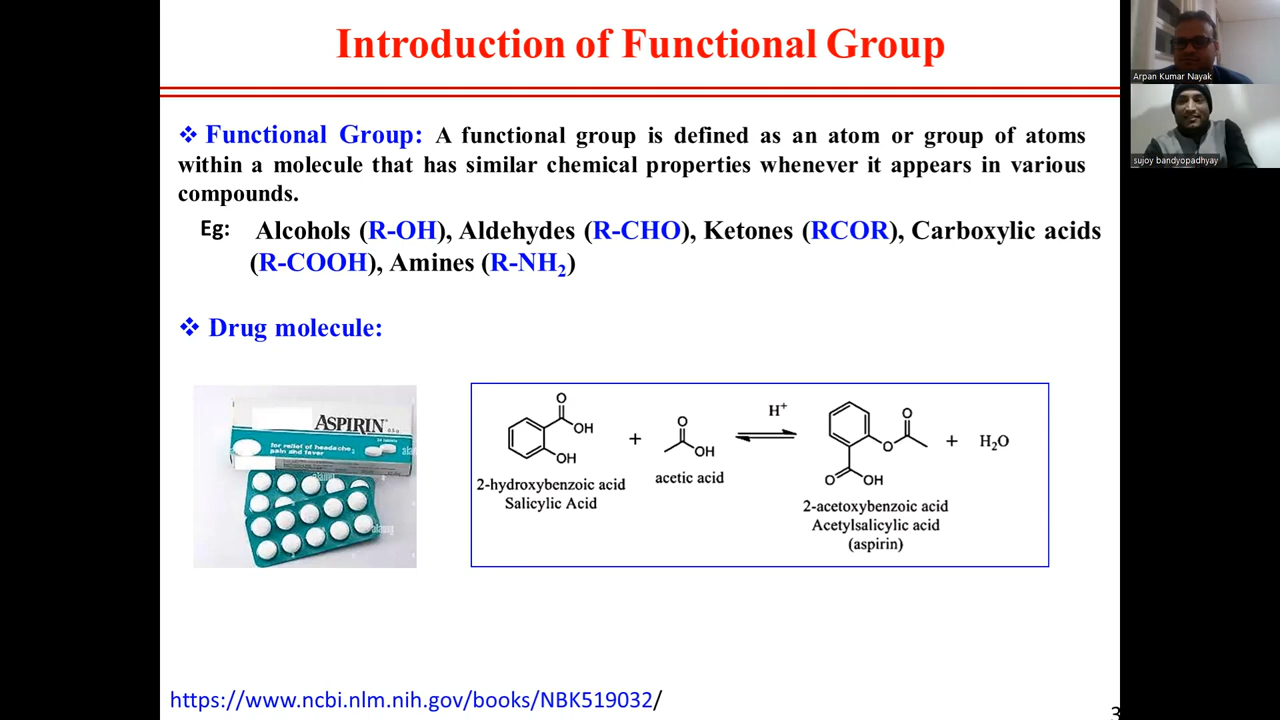 Introduction of Functional Group
❖ Functional Group: A functional group is defined as an atom or group of atoms
within a molecule that has similar chemical properties whenever it appears in various
compounds.
Eg: Alcohols (R-OH), Aldehydes (R-CHO), Ketones (RCOR), Carboxylic acids
(R-COOH), Amines (R-NH₂)
❖ Drug molecule:
ASPIRIN
for relief of headache
pain and fever
O
OH
OH
2-hydroxybenzoic acid
Salicylic Acid
+
O
OH
acetic acid
H⁺
O
O
O
OH
2-acetoxybenzoic acid
Acetylsalicylic acid
(aspirin)
+ H₂O
https://www.ncbi.nlm.nih.gov/books/NBK519032/
3
Arpan Kumar Nayak
sujoy bandyopadhyay